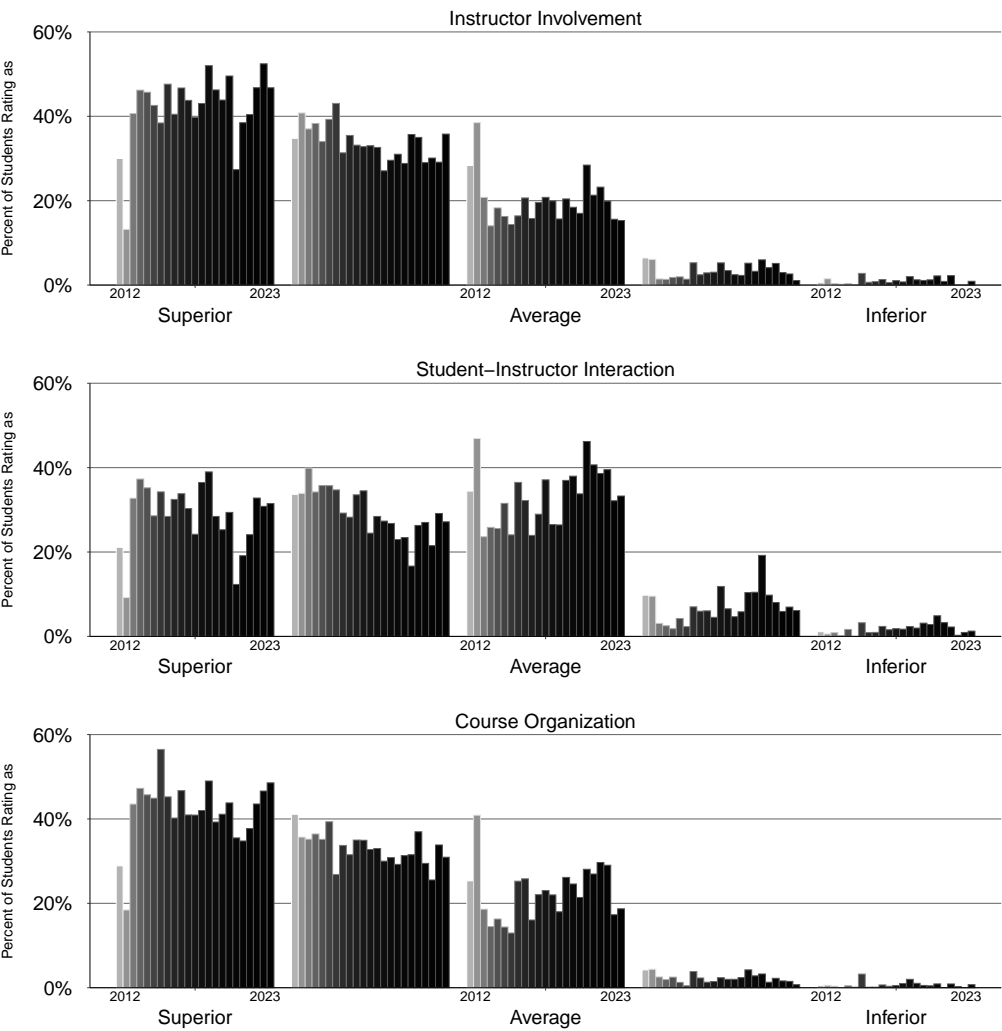 Instructor Involvement
Percent of Students Rating as
60%
40%
20%
0%
2012 2023 2012 2023 2012 2023
Superior Average Inferior
Student−Instructor Interaction
Percent of Students Rating as
60%
40%
20%
0%
2012 2023 2012 2023 2012 2023
Superior Average Inferior
Course Organization
Percent of Students Rating as
60%
40%
20%
0%
2012 2023 2012 2023 2012 2023
Superior Average Inferior